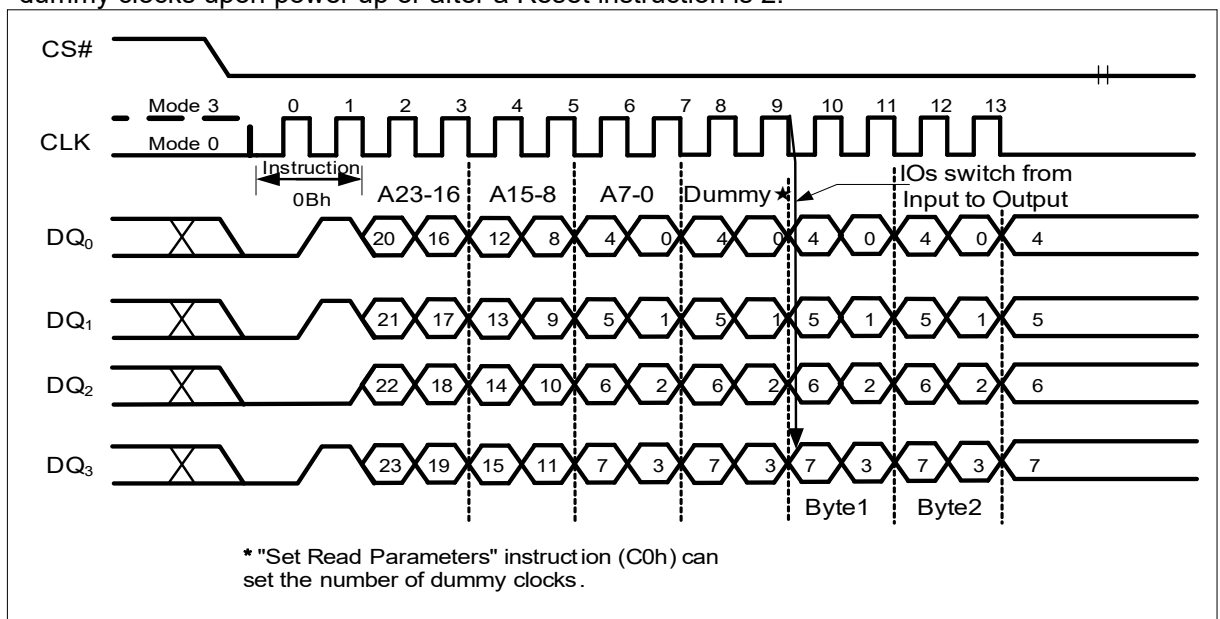 dummy clocks upon power up or after a Reset instruction is 2.
CS#
Mode 3 0 1 2 3 4 5 6 7 8 9 10 11 12 13
CLK Mode 0
Instruction IOs switch from
0Bh A23-16 A15-8 A7-0 Dummy★ Input to Output
DQ0 20 16 12 8 4 0 4 0 4 0 4 0 4
DQ1 21 17 13 9 5 1 5 1 5 1 5 1 5
DQ2 22 18 14 10 6 2 6 2 6 2 6 2 6
DQ3 23 19 15 11 7 3 7 3 7 3 7 3 7
Byte1 Byte2
* "Set Read Parameters" instruction (C0h) can
set the number of dummy clocks.